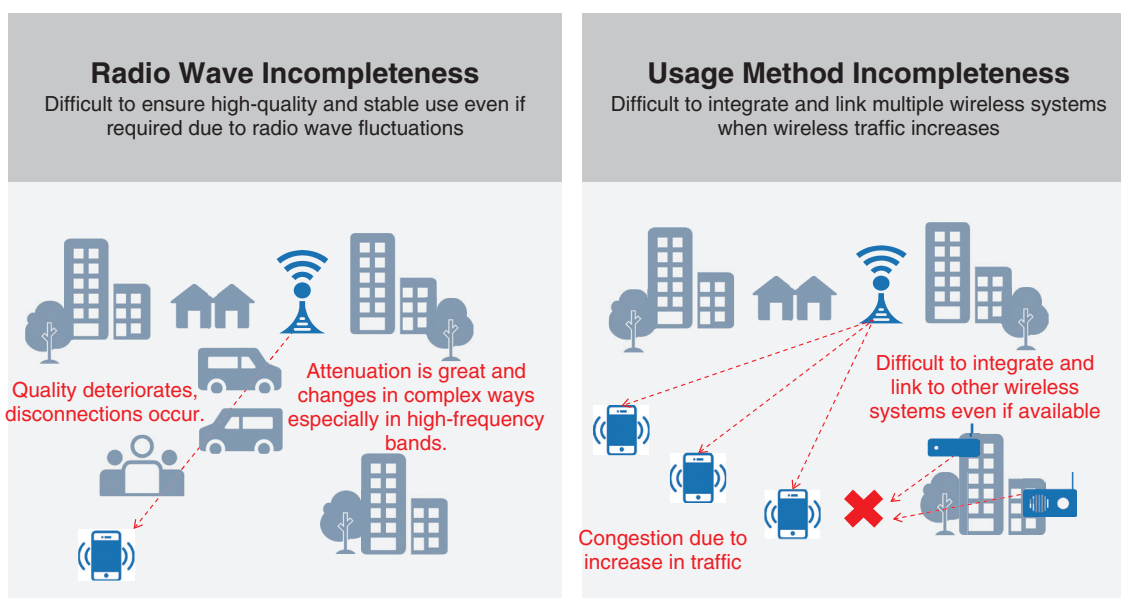 Radio Wave Incompleteness
Difficult to ensure high-quality and stable use even if
required due to radio wave fluctuations
Quality deteriorates,
disconnections occur.
Attenuation is great and
changes in complex ways
especially in high-frequency
bands.
Usage Method Incompleteness
Difficult to integrate and link multiple wireless systems
when wireless traffic increases
Difficult to integrate and
link to other wireless
systems even if available
Congestion due to
increase in traffic